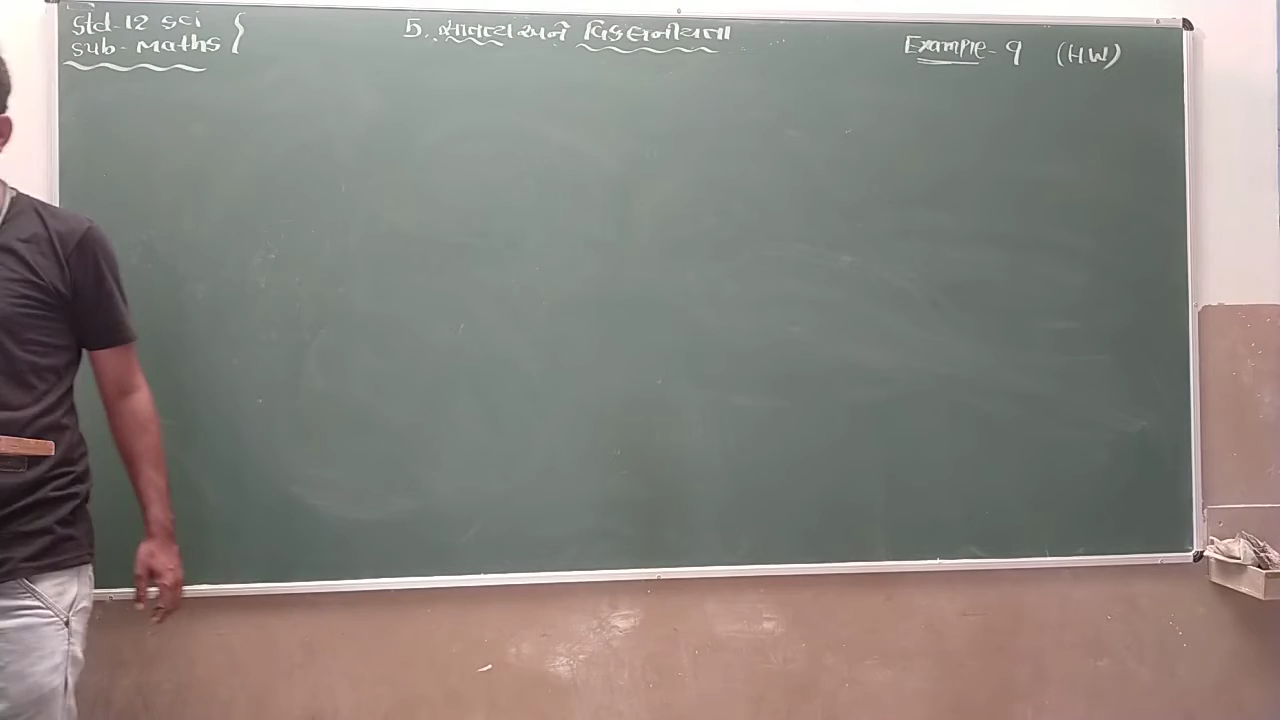 Std-12 Sci
Sub- Maths
5. સાતત્ય અને વિકલનીયતા
Example- 9 (H.W)